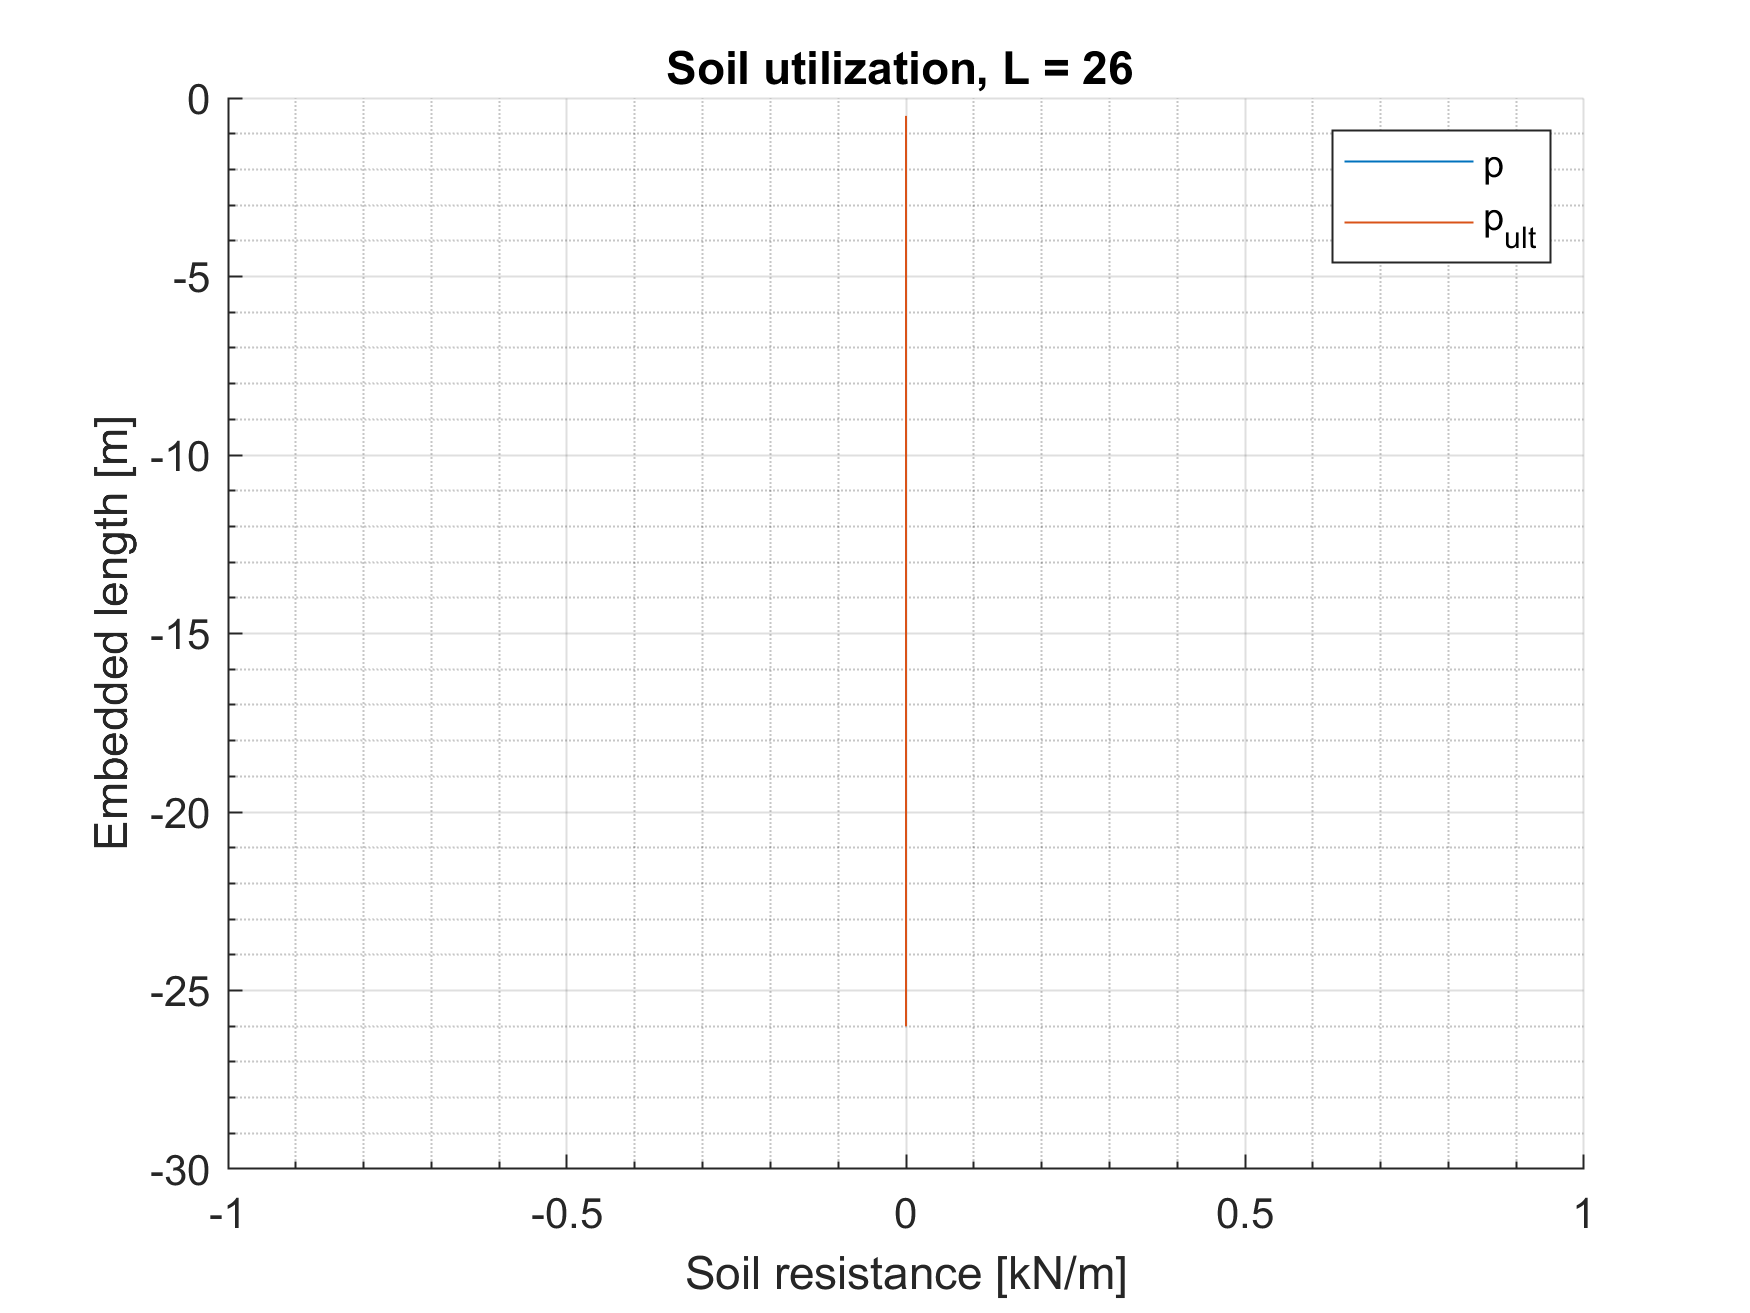 Soil utilization, L = 26
0
-5
-10
-15
-20
-25
-30
Embedded length [m]
p
p_ult
-1 -0.5 0 0.5 1
Soil resistance [kN/m]